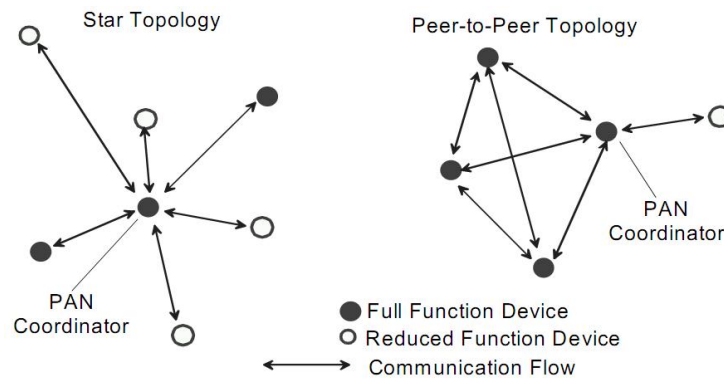 Star Topology
Peer-to-Peer Topology
PAN
Coordinator
PAN
Coordinator
Full Function Device
Reduced Function Device
Communication Flow